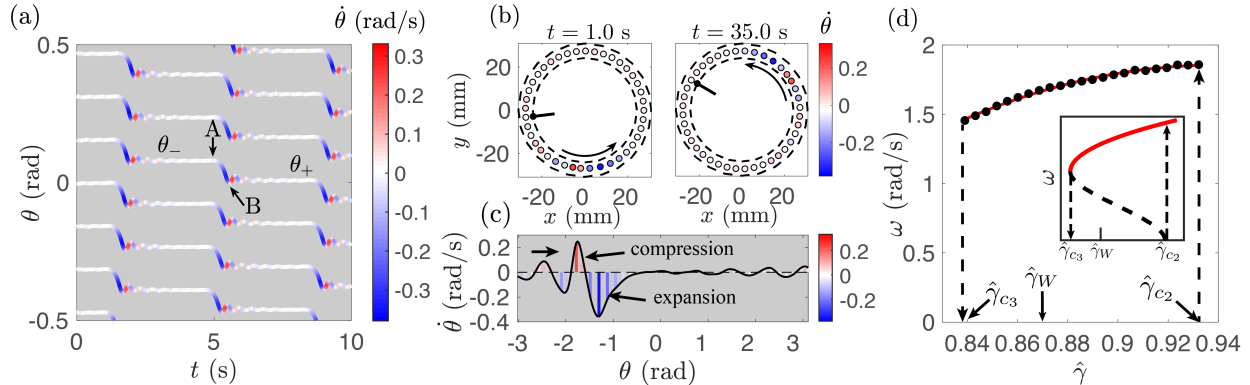 (a)
θ̇ (rad/s)
0.5
0
-0.5
θ (rad)
0
5
10
t (s)
θ₋
A
B
θ₊
0.3
0.2
0.1
0
-0.1
-0.2
-0.3
(b)
t = 1.0 s
t = 35.0 s
θ̇
20
0
-20
y (mm)
-20 0 20
x (mm)
-20 0 20
x (mm)
0.2
0
-0.2
(c)
0.2
0
-0.2
-0.4
θ̇ (rad/s)
compression
expansion
-3 -2 -1 0 1 2 3
θ (rad)
0.2
0
-0.2
(d)
2
1.5
1
0.5
0
ω (rad/s)
ω
γ̂c₃ γ̂W γ̂c₂
γ̂c₃
γ̂W
γ̂c₂
0.84 0.86 0.88 0.9 0.92 0.94
γ̂